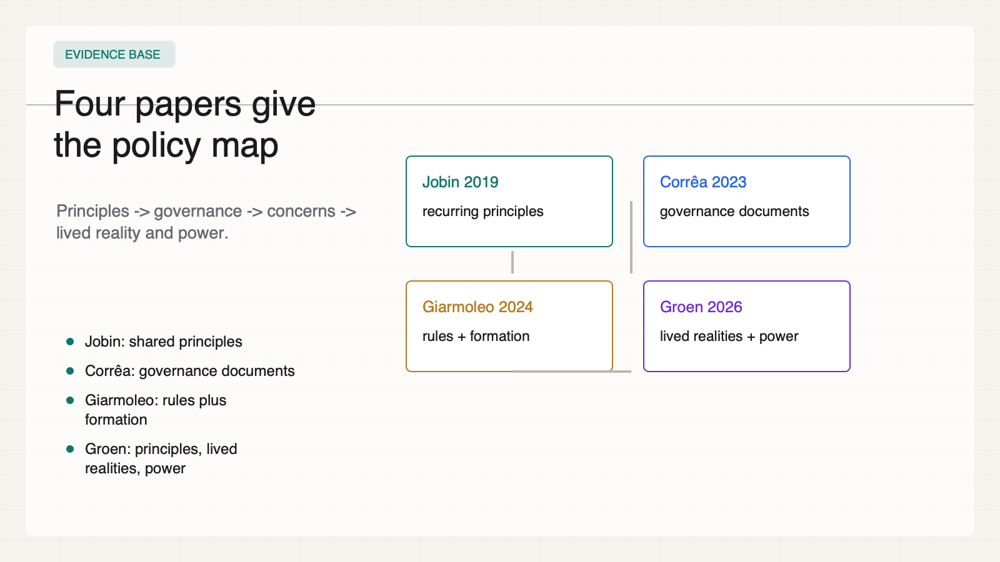 EVIDENCE BASE
Four papers give
the policy map
Principles -> governance -> concerns ->
lived reality and power.
Jobin: shared principles
Corrêa: governance documents
Giarmoleo: rules plus
formation
Groen: principles, lived
realities, power
Jobin 2019
recurring principles
Corrêa 2023
governance documents
Giarmoleo 2024
rules + formation
Groen 2026
lived realities + power